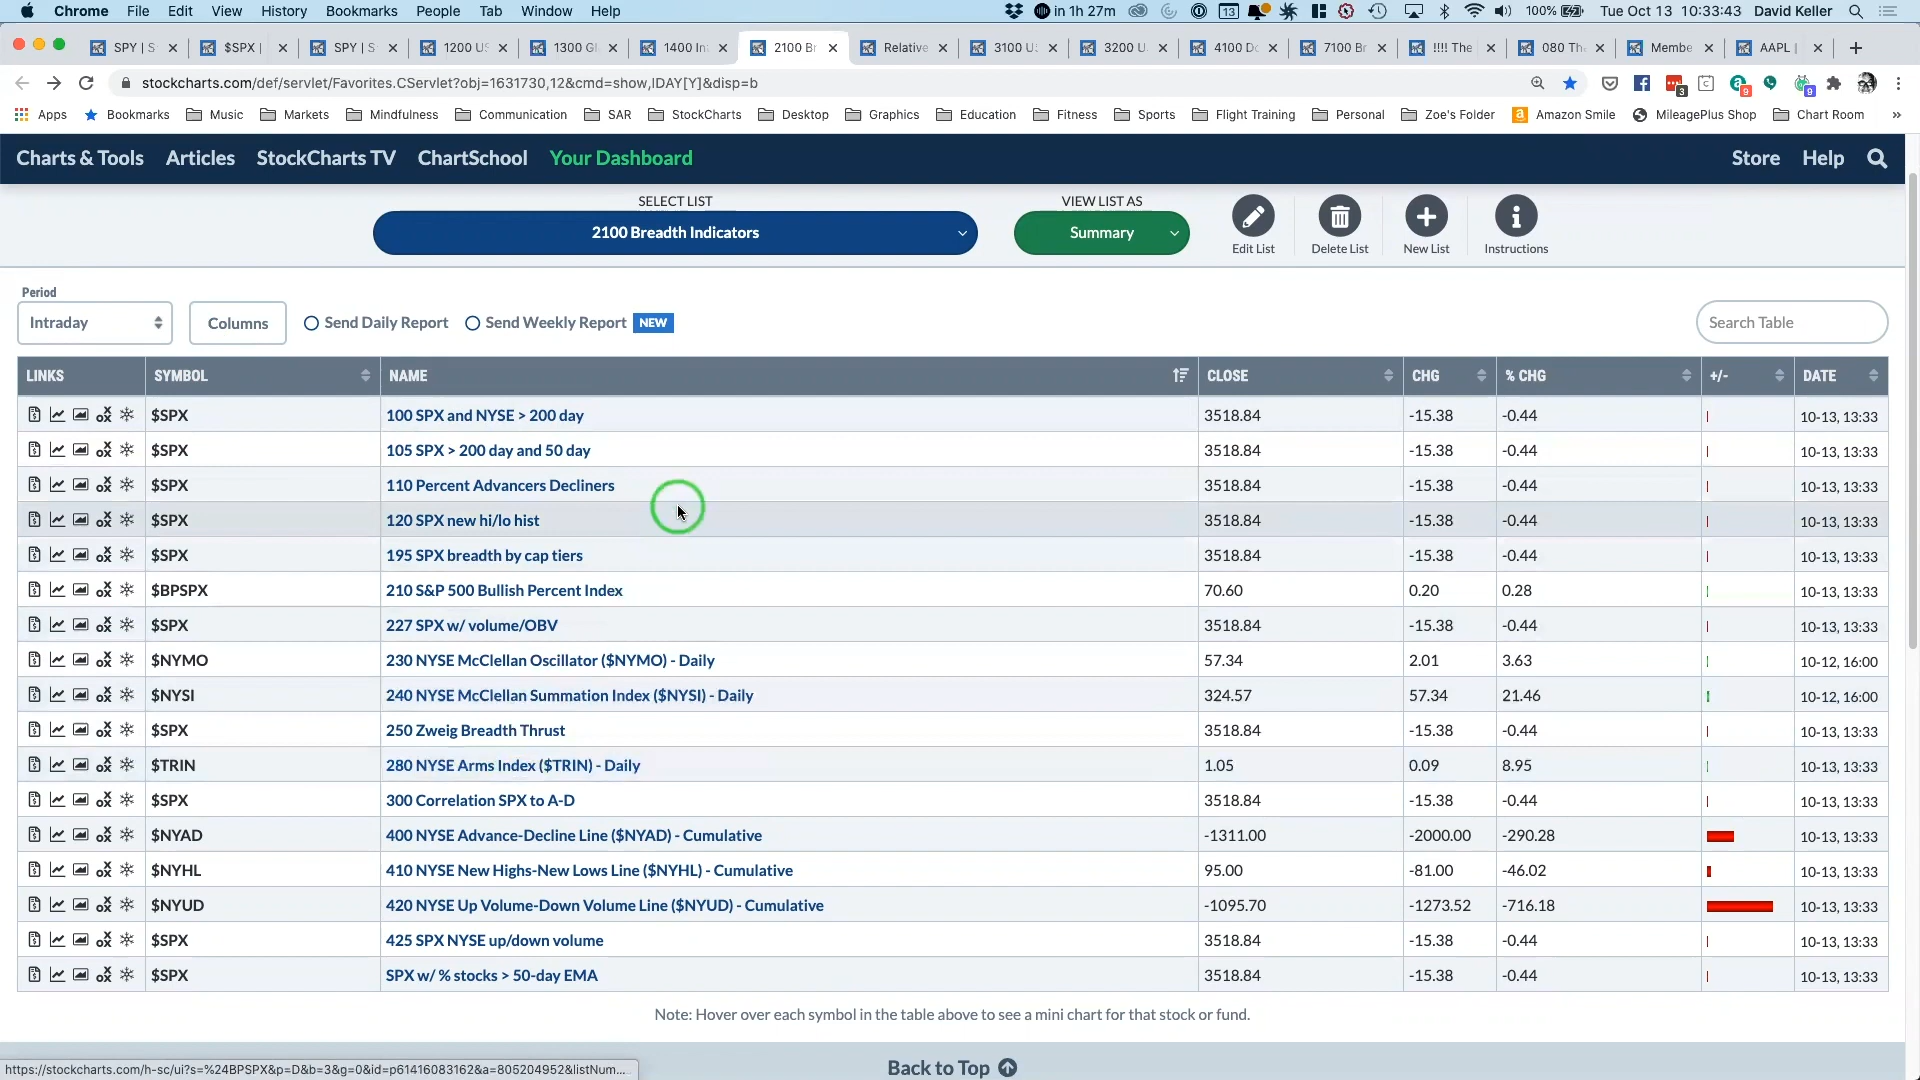 Chrome File Edit View History Bookmarks People Tab Window Help in 1h 27m 13 100% Tue Oct 13 10:33:43 David Keller
SPY | S $SPX | SPY | S 1200 US 1300 Gl 1400 In 2100 Br Relative 3100 U 3200 U 4100 Do 7100 Br !!!! The 080 Th Membe AAPL |
stockcharts.com/def/servlet/Favorites.CServlet?obj=1631730,12&cmd=show,IDAY[Y]&disp=b 3 9 9
Apps Bookmarks Music Markets Mindfulness Communication SAR StockCharts Desktop Graphics Education Fitness Sports Flight Training Personal Zoe's Folder Amazon Smile MileagePlus Shop Chart Room »
Charts & Tools Articles StockCharts TV ChartSchool Your Dashboard Store Help
SELECT LIST VIEW LIST AS
2100 Breadth Indicators Summary
Edit List Delete List New List Instructions
Period
Intraday Columns Send Daily Report Send Weekly Report NEW Search Table
LINKS SYMBOL NAME CLOSE CHG % CHG +/- DATE
$SPX 100 SPX and NYSE > 200 day 3518.84 -15.38 -0.44 10-13, 13:33
$SPX 105 SPX > 200 day and 50 day 3518.84 -15.38 -0.44 10-13, 13:33
$SPX 110 Percent Advancers Decliners 3518.84 -15.38 -0.44 10-13, 13:33
$SPX 120 SPX new hi/lo hist 3518.84 -15.38 -0.44 10-13, 13:33
$SPX 195 SPX breadth by cap tiers 3518.84 -15.38 -0.44 10-13, 13:33
$BPSPX 210 S&P 500 Bullish Percent Index 70.60 0.20 0.28 10-13, 13:33
$SPX 227 SPX w/ volume/OBV 3518.84 -15.38 -0.44 10-13, 13:33
$NYMO 230 NYSE McClellan Oscillator ($NYMO) - Daily 57.34 2.01 3.63 10-12, 16:00
$NYSI 240 NYSE McClellan Summation Index ($NYSI) - Daily 324.57 57.34 21.46 10-12, 16:00
$SPX 250 Zweig Breadth Thrust 3518.84 -15.38 -0.44 10-13, 13:33
$TRIN 280 NYSE Arms Index ($TRIN) - Daily 1.05 0.09 8.95 10-13, 13:33
$SPX 300 Correlation SPX to A-D 3518.84 -15.38 -0.44 10-13, 13:33
$NYAD 400 NYSE Advance-Decline Line ($NYAD) - Cumulative -1311.00 -2000.00 -290.28 10-13, 13:33
$NYHL 410 NYSE New Highs-New Lows Line ($NYHL) - Cumulative 95.00 -81.00 -46.02 10-13, 13:33
$NYUD 420 NYSE Up Volume-Down Volume Line ($NYUD) - Cumulative -1095.70 -1273.52 -716.18 10-13, 13:33
$SPX 425 SPX NYSE up/down volume 3518.84 -15.38 -0.44 10-13, 13:33
$SPX SPX w/ % stocks > 50-day EMA 3518.84 -15.38 -0.44 10-13, 13:33
Note: Hover over each symbol in the table above to see a mini chart for that stock or fund.
Back to Top
https://stockcharts.com/h-sc/ui?s=%24BPSPX&p=D&b=3&g=0&id=p61416083162&a=805204952&listNum...